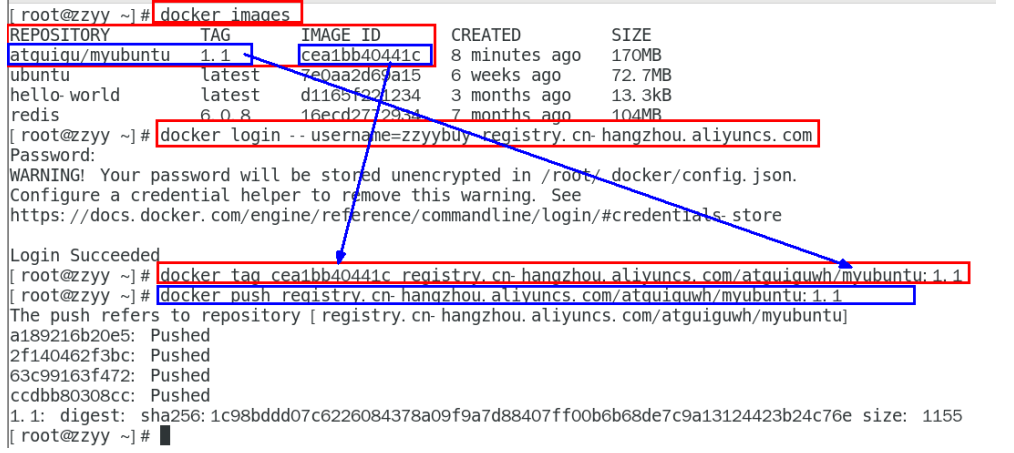 [root@zzyy ~]# docker images
REPOSITORY TAG IMAGE ID CREATED SIZE
atguigu/myubuntu 1.1 cea1bb40441c 8 minutes ago 170MB
ubuntu latest 7e0aa2d69a15 6 weeks ago 72.7MB
hello-world latest d1165f221234 3 months ago 13.3kB
redis 6.0.8 16ecd2772934 7 months ago 104MB
[root@zzyy ~]# docker login --username=zzyybuy registry.cn-hangzhou.aliyuncs.com
Password:
WARNING! Your password will be stored unencrypted in /root/.docker/config.json.
Configure a credential helper to remove this warning. See
https://docs.docker.com/engine/reference/commandline/login/#credentials-store
Login Succeeded
[root@zzyy ~]# docker tag cea1bb40441c registry.cn-hangzhou.aliyuncs.com/atguiguwh/myubuntu:1.1
[root@zzyy ~]# docker push registry.cn-hangzhou.aliyuncs.com/atguiguwh/myubuntu:1.1
The push refers to repository [registry.cn-hangzhou.aliyuncs.com/atguiguwh/myubuntu]
a189216b20e5: Pushed
2f140462f3bc: Pushed
63c99163f472: Pushed
ccdbb80308cc: Pushed
1.1: digest: sha256:1c98bddd07c6226084378a09f9a7d88407ff00b6b68de7c9a13124423b24c76e size: 1155
[root@zzyy ~]#